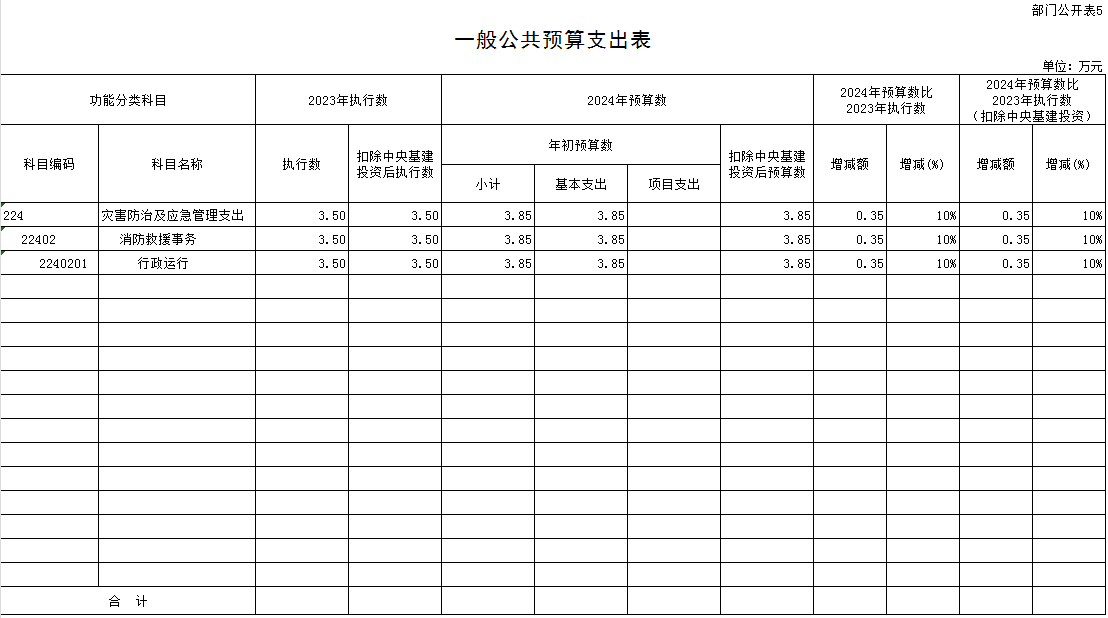 部门公开表5
一般公共预算支出表
单位：万元
功能分类科目 2023年执行数 2024年预算数 2024年预算数比 2024年预算数比
2023年执行数 2023年执行数
（扣除中央基建投资）
科目编码 科目名称 执行数 扣除中央基建 年初预算数 扣除中央基建 增减额 增减(%) 增减额 增减(%)
投资后执行数 投资后预算数
小计 基本支出 项目支出
224 灾害防治及应急管理支出 3.50 3.50 3.85 3.85 3.85 0.35 10% 0.35 10%
22402 消防救援事务 3.50 3.50 3.85 3.85 3.85 0.35 10% 0.35 10%
2240201 行政运行 3.50 3.50 3.85 3.85 3.85 0.35 10% 0.35 10%
合 计